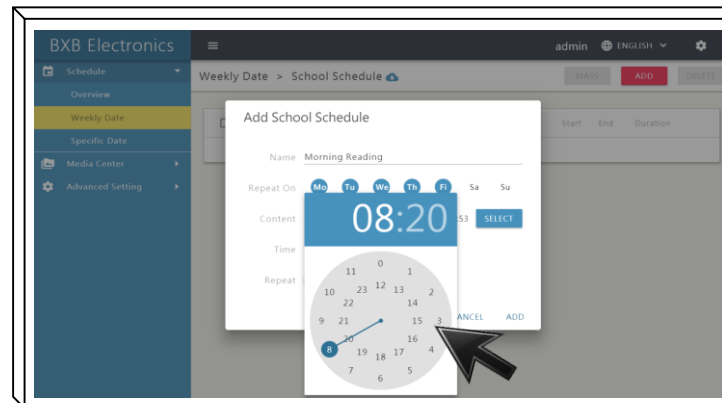 BXB Electronics
admin ENGLISH
Schedule
Overview
Weekly Date
Specific Date
Media Center
Advanced Setting
Weekly Date > School Schedule
MASS ADD DELETE
Start End Duration
Add School Schedule
Name Morning Reading
Repeat On Mo Tu We Th Fi Sa Su
Content :53 SELECT
08:20
Time
Repeat
0
11 1
12
23 13
10 2
22 14
9 21 15 3
20 16
8 4
19 17
18
7 5
6
ANCEL ADD